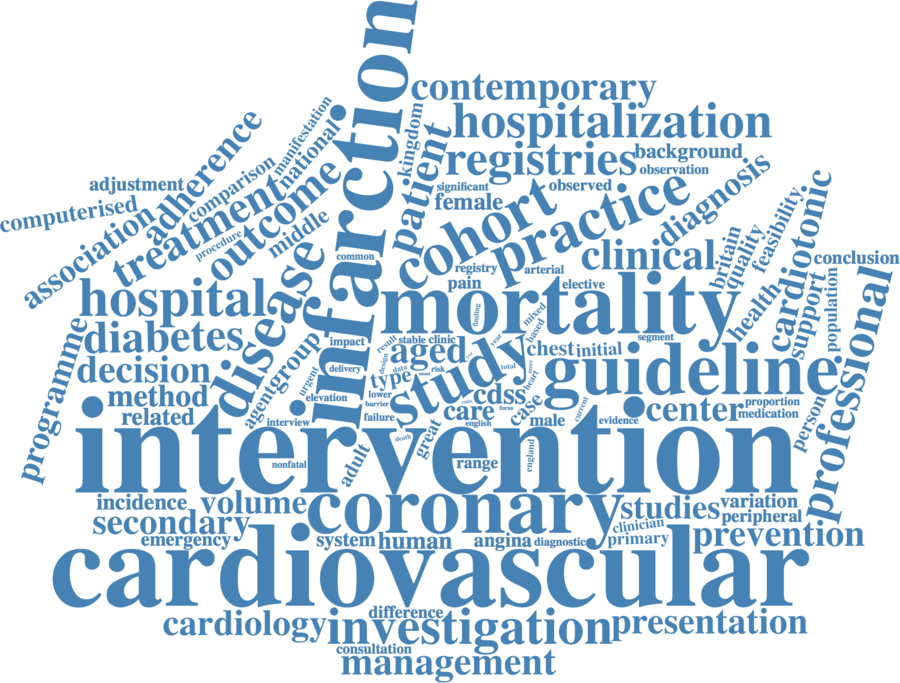 infarction
contemporary
hospitalization
registries
background
observation
kingdom
patient
significant
observed
female
manifestation
national
comparison
adherence
adjustment
computerised
association
treatment
outcome
procedure
middle
common
cohort
practice
diagnosis
clinical
registry
arterial
pain
elective
britain
quality
feasibility
cardiotonic
conclusion
health
support
population
professional
hospital
disease
mortality
finding
mixed
based
year
segment
diabetes
impact
result
stable
clinic
aged
study
total
chest
initial
guideline
programme
decision
agentgroup
urgent
delivery
design
data
risk
type
heart
method
elevation
lower
barrier
cdss
case
current
center
proportion
medication
person
related
interview
failure
care
focus
english
male
evidence
intervention
death
great
nonfatal
adult
range
england
incidence
volume
coronary
studies
variation
peripheral
secondary
emergency
system
human
angina
diagnostic
clinician
primary
prevention
cardiovascular
difference
cardiology
investigation
presentation
consultation
management